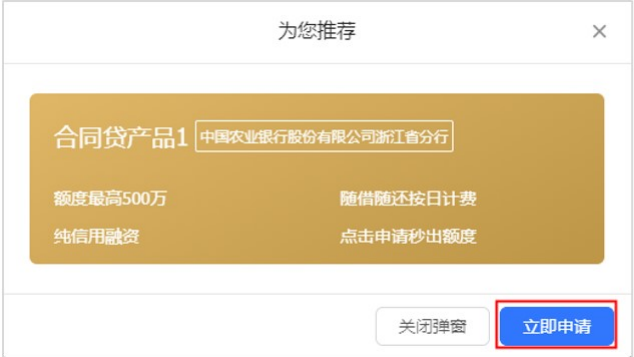 为您推荐
合同贷产品1 中国农业银行股份有限公司浙江省分行
额度最高500万 随借随还按日计费
纯信用融资 点击申请秒出额度
关闭弹窗 立即申请